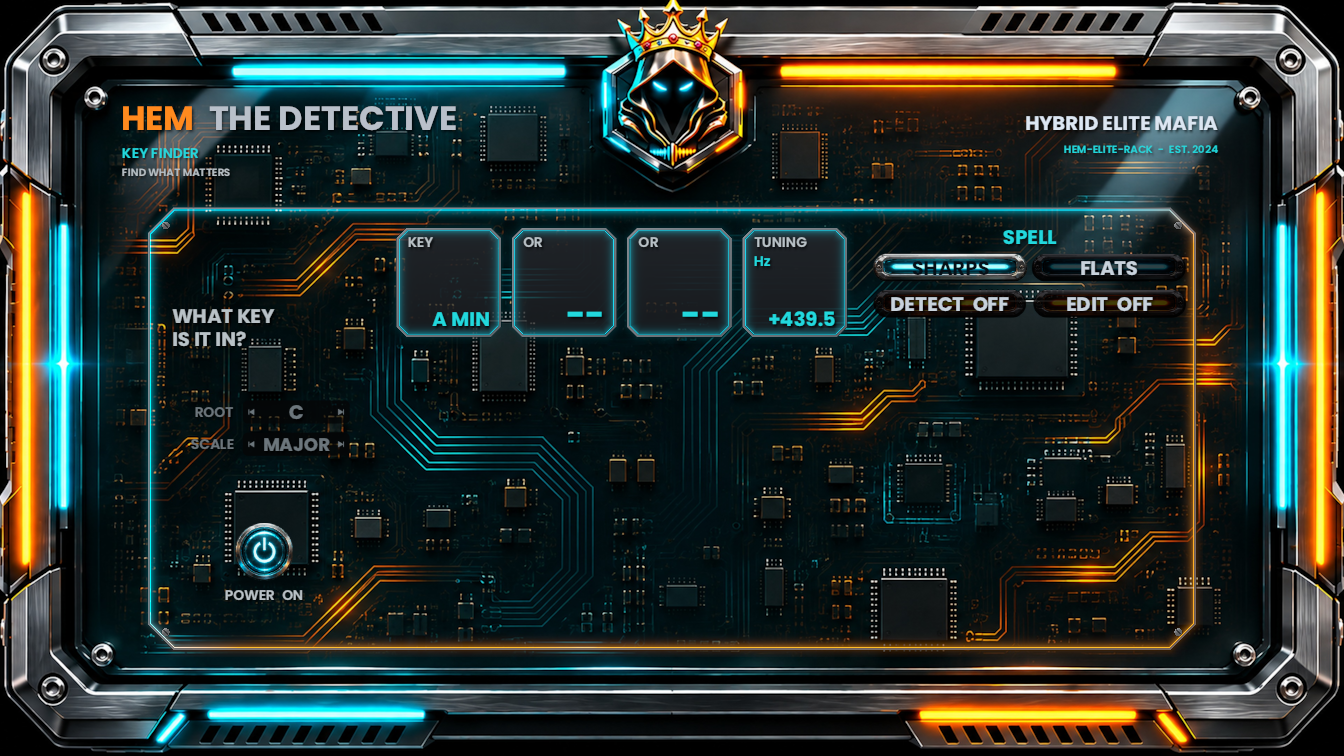 HEM THE DETECTIVE
KEY FINDER
FIND WHAT MATTERS
HYBRID ELITE MAFIA
HEM-ELITE-RACK - EST. 2024
KEY
A MIN
OR
--
OR
--
TUNING
Hz
+439.5
SPELL
SHARPS
FLATS
DETECT OFF
EDIT OFF
WHAT KEY
IS IT IN?
ROOT
C
SCALE
MAJOR
POWER ON